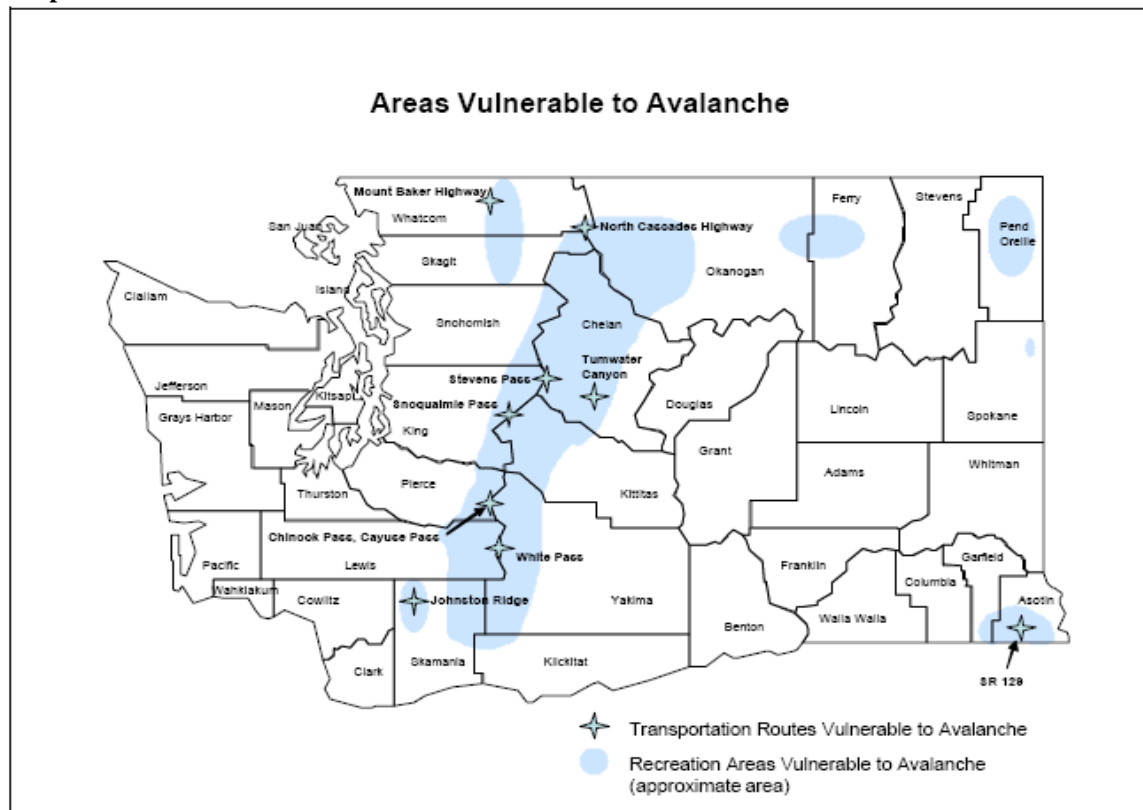 Areas Vulnerable to Avalanche
Mount Baker Highway
Whatcom
San Juan
North Cascades Highway
Ferry
Stevens
Pend
Oreille
Skagit
Okanogan
Island
Clallam
Snohomish
Chelan
Tumwater
Canyon
Stevens Pass
Jefferson
Kitsap
Snoqualmie Pass
Douglas
Lincoln
Grays Harbor
Mason
King
Spokane
Grant
Pierce
Kittitas
Adams
Whitman
Thurston
Chinook Pass, Cayuse Pass
White Pass
Pacific
Lewis
Franklin
Garfield
Wahkiakum
Cowlitz
Johnston Ridge
Yakima
Columbia
Asotin
Benton
Walla Walla
Clark
Skamania
Klickitat
SR 129
Transportation Routes Vulnerable to Avalanche
Recreation Areas Vulnerable to Avalanche
(approximate area)